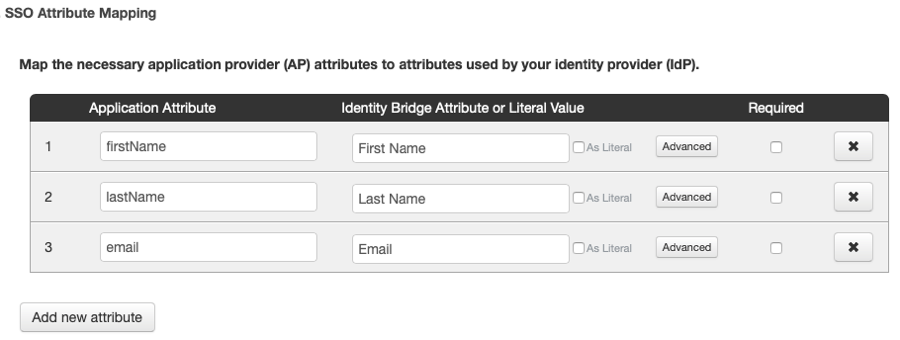 SSO Attribute Mapping
Map the necessary application provider (AP) attributes to attributes used by your identity provider (IdP).
Application Attribute Identity Bridge Attribute or Literal Value Required
1 firstName First Name As Literal Advanced ✖
2 lastName Last Name As Literal Advanced ✖
3 email Email As Literal Advanced ✖
Add new attribute